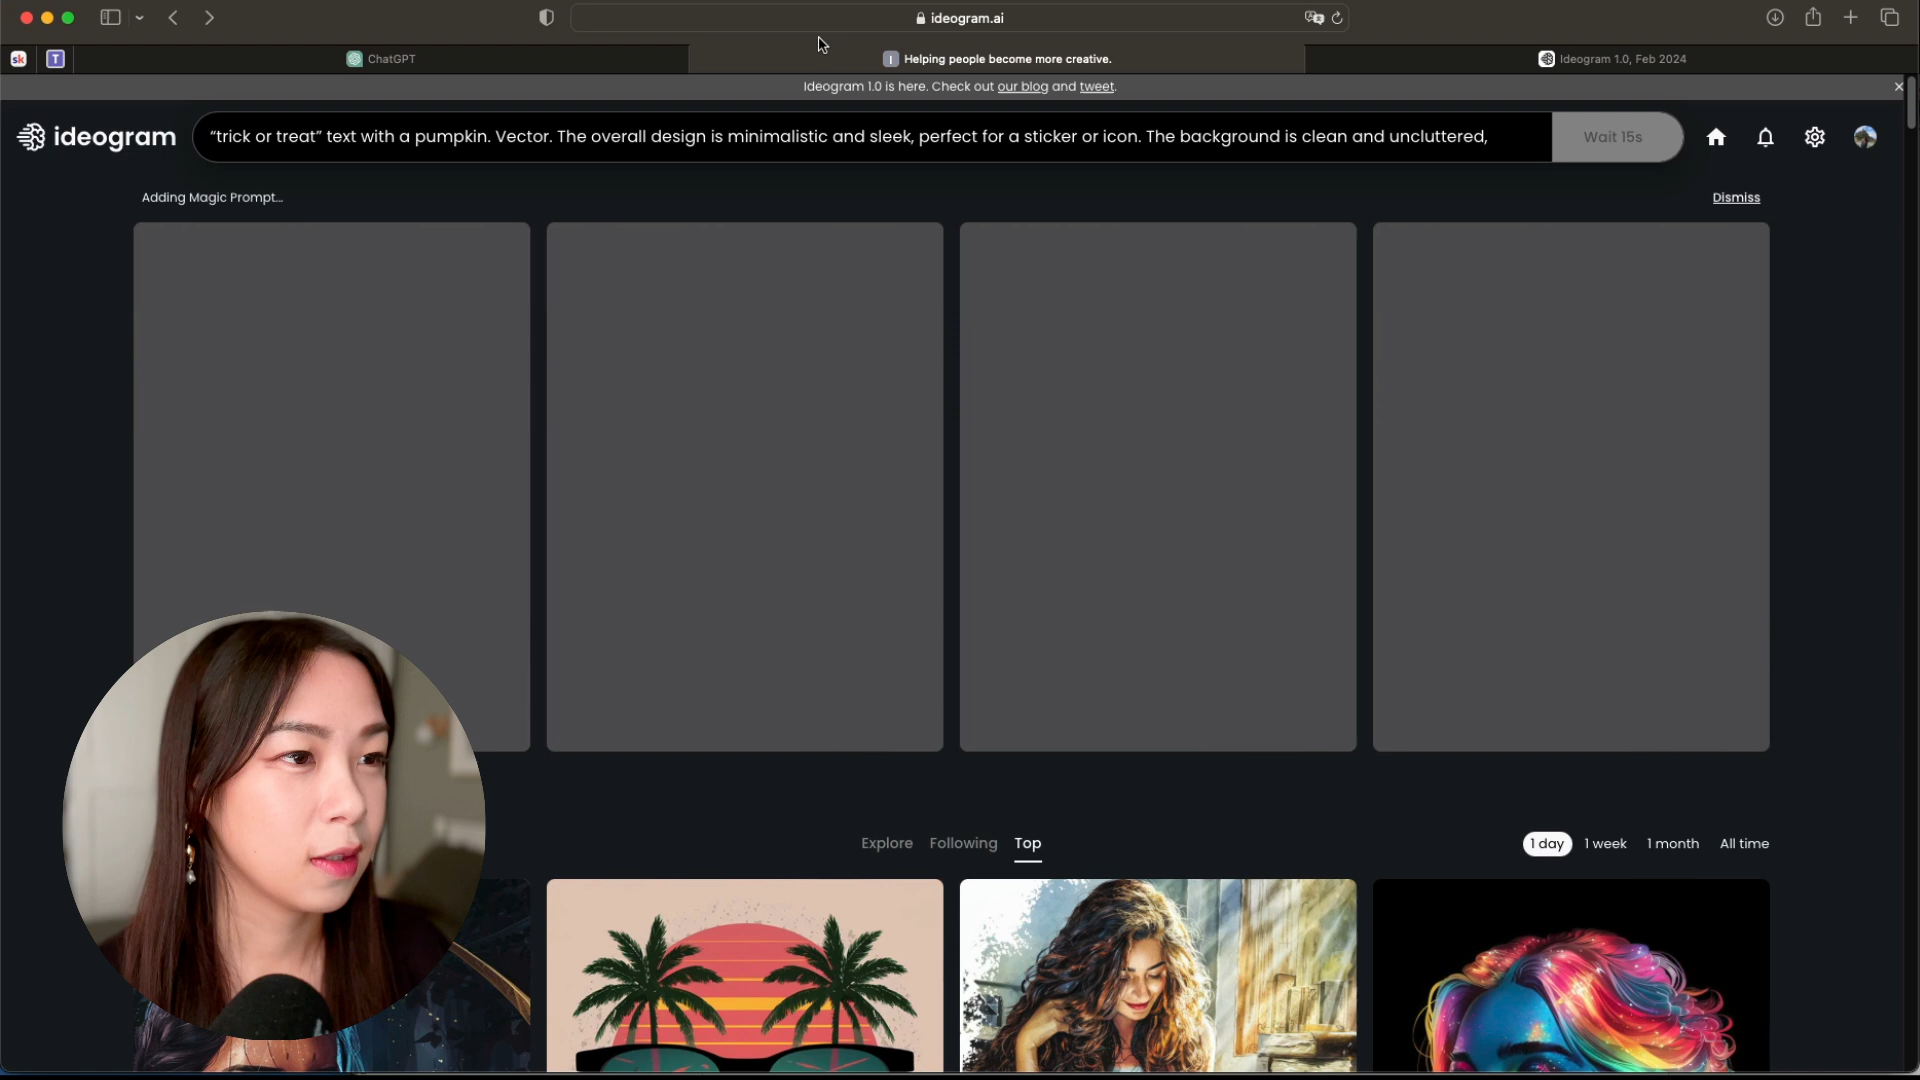 ideogram.ai
sk
T
ChatGPT
I
Helping people become more creative.
Ideogram 1.0, Feb 2024
Ideogram 1.0 is here. Check out our blog and tweet.
ideogram
“trick or treat” text with a pumpkin. Vector. The overall design is minimalistic and sleek, perfect for a sticker or icon. The background is clean and uncluttered,
Wait 15s
Adding Magic Prompt...
Dismiss
Explore
Following
Top
1 day
1 week
1 month
All time